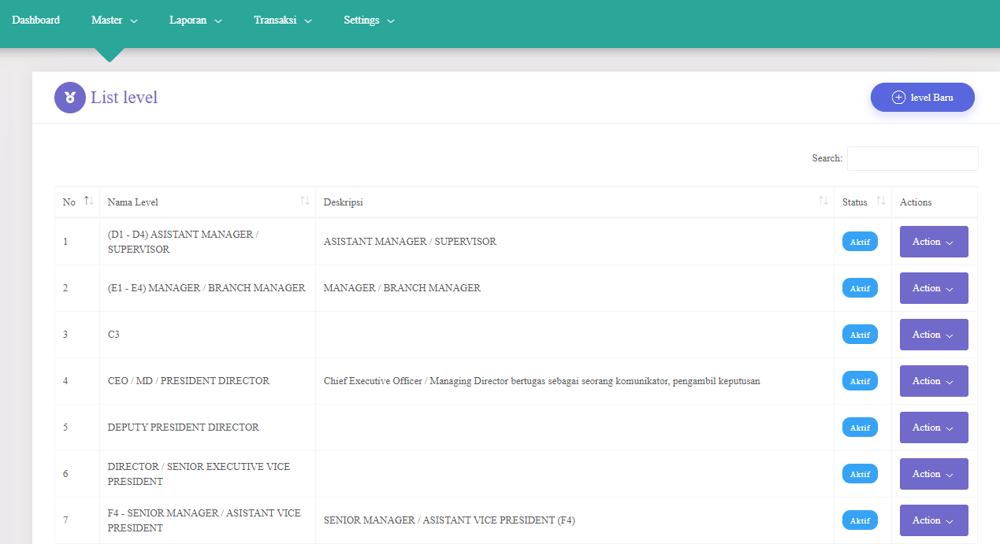 Dashboard Master Laporan Transaksi Settings
List level
level Baru
Search:
No Nama Level Deskripsi Status Actions
1 (D1 - D4) ASISTANT MANAGER / ASISTANT MANAGER / SUPERVISOR Aktif Action
SUPERVISOR
2 (E1 - E4) MANAGER / BRANCH MANAGER MANAGER / BRANCH MANAGER Aktif Action
3 C3 Aktif Action
4 CEO / MD / PRESIDENT DIRECTOR Chief Executive Officer / Managing Director bertugas sebagai seorang komunikator, pengambil keputusan Aktif Action
5 DEPUTY PRESIDENT DIRECTOR Aktif Action
6 DIRECTOR / SENIOR EXECUTIVE VICE Aktif Action
PRESIDENT
7 F4 - SENIOR MANAGER / ASISTANT VICE SENIOR MANAGER / ASISTANT VICE PRESIDENT (F4) Aktif Action
PRESIDENT